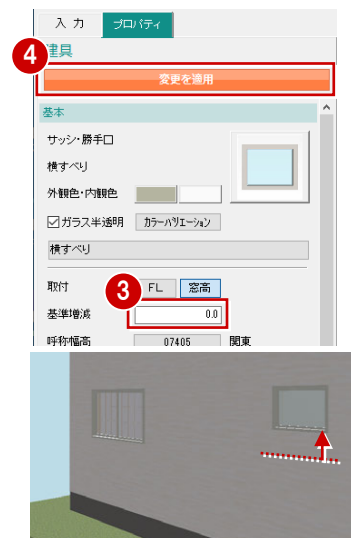 入 力 プロパティ
4
建具
変更を適用
基本
サッシ・勝手口
横すべり
外観色・内観色
ガラス半透明 カラーバリエーション
横すべり
取付 FL 窓高
3
基準増減 0.0
呼称幅高 07405 関東